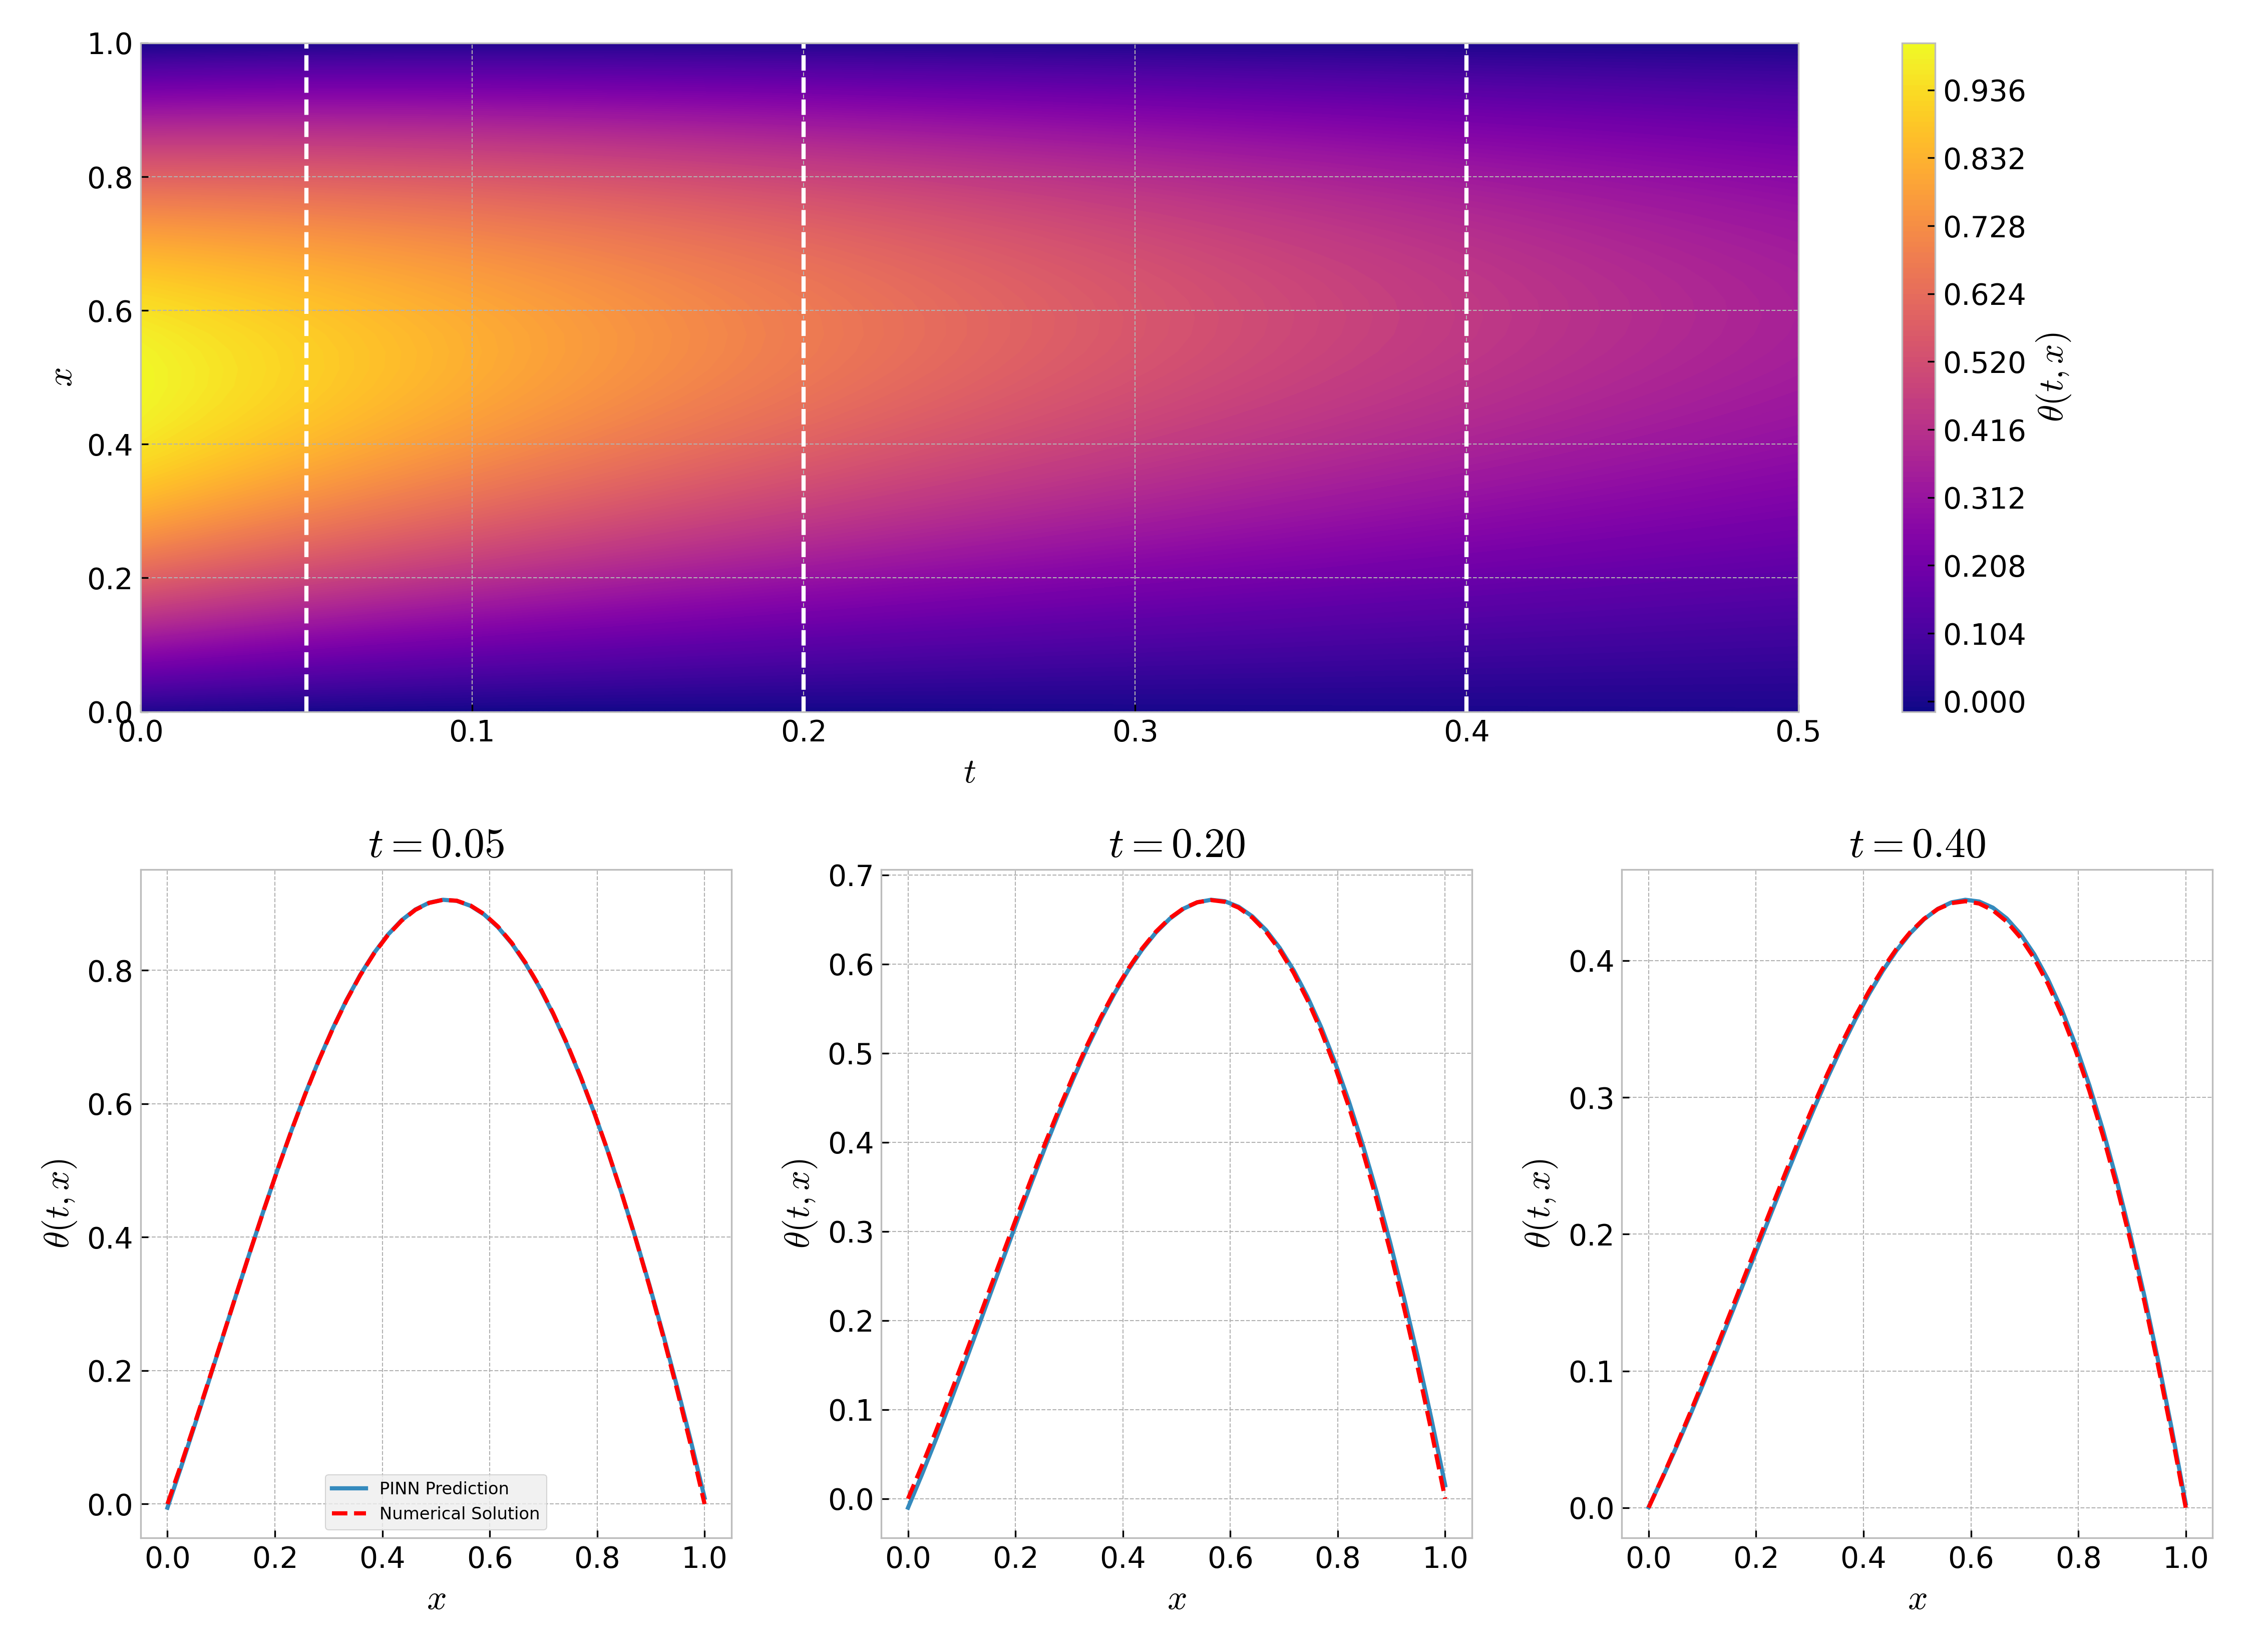 1.0
0.8
0.6
0.4
0.2
0.0
x
0.0 0.1 0.2 0.3 0.4 0.5
t
0.936
0.832
0.728
0.624
0.520
0.416
0.312
0.208
0.104
0.000
θ(t, x)
t = 0.05
0.8
0.6
0.4
0.2
0.0
θ(t, x)
PINN Prediction
Numerical Solution
0.0 0.2 0.4 0.6 0.8 1.0
x
t = 0.20
0.7
0.6
0.5
0.4
0.3
0.2
0.1
0.0
θ(t, x)
0.0 0.2 0.4 0.6 0.8 1.0
x
t = 0.40
0.4
0.3
0.2
0.1
0.0
θ(t, x)
0.0 0.2 0.4 0.6 0.8 1.0
x